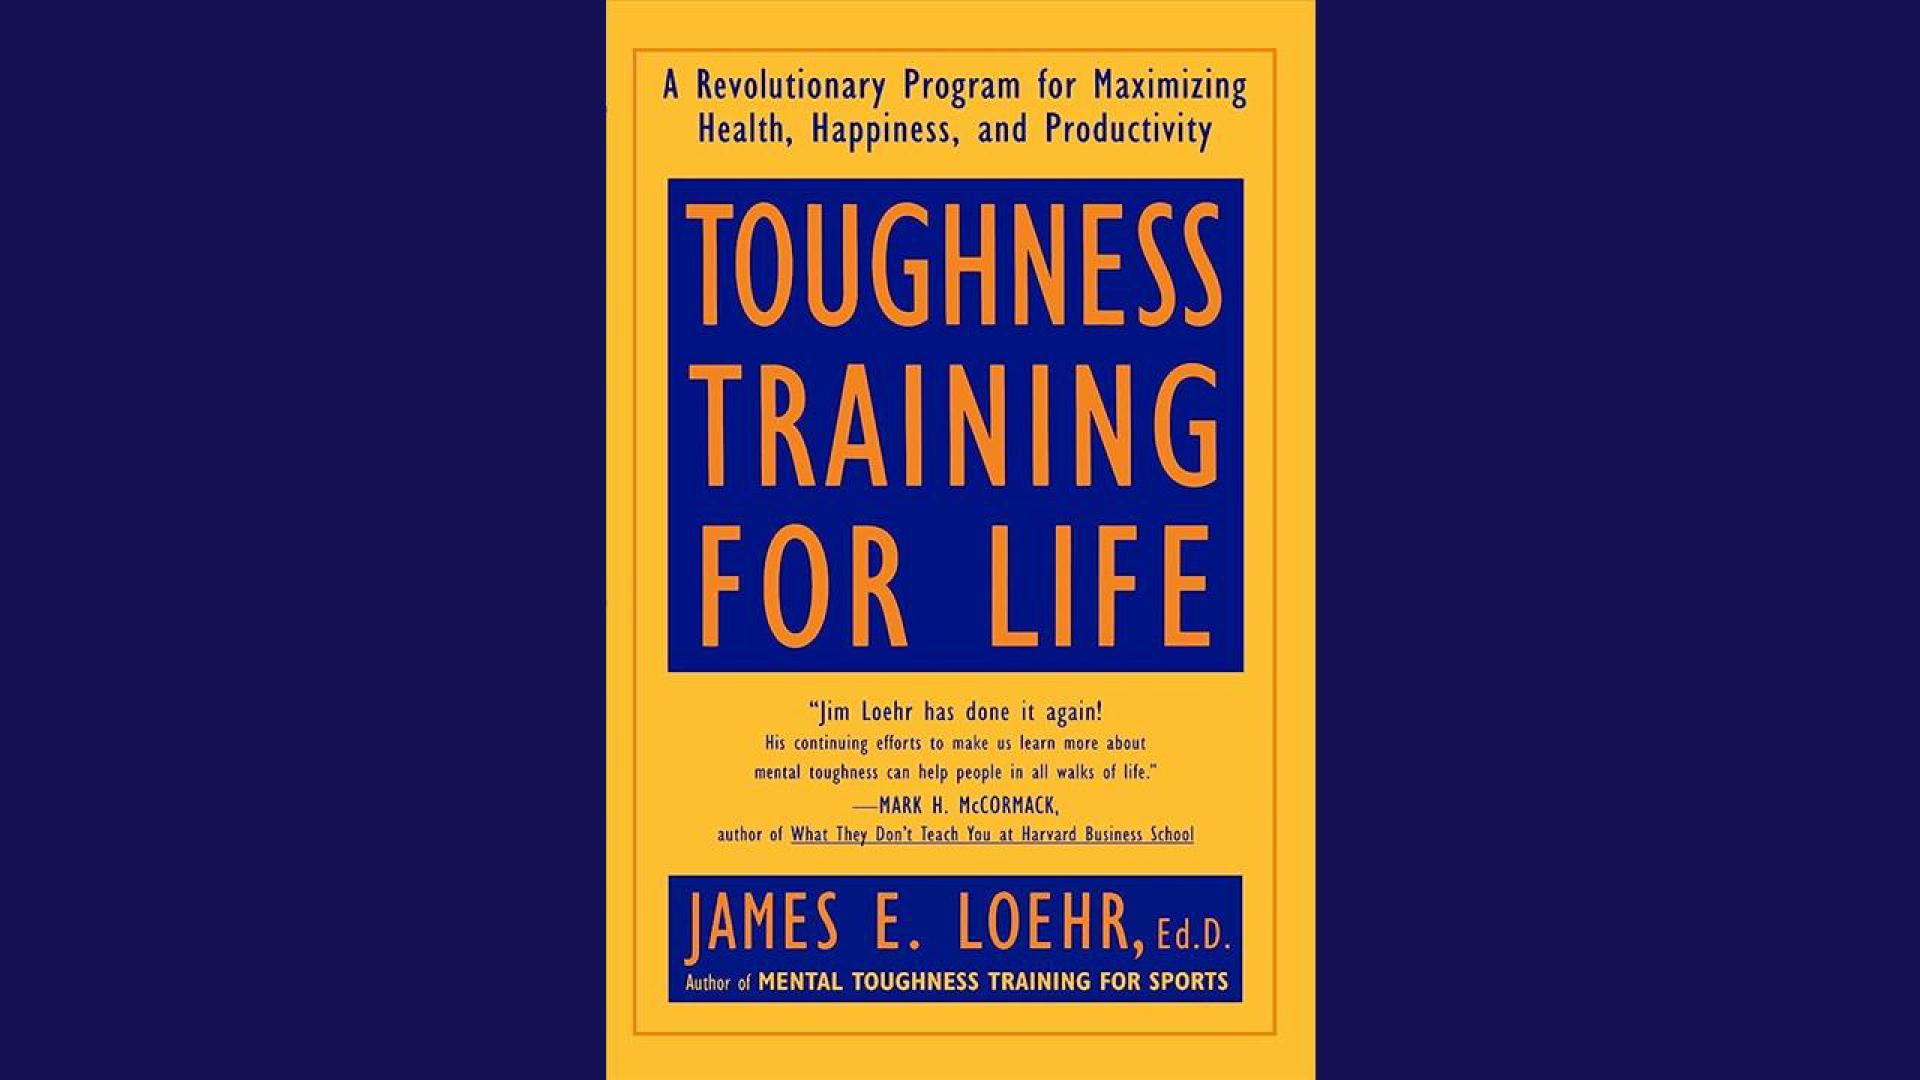 A Revolutionary Program for Maximizing
Health, Happiness, and Productivity
TOUGHNESS
TRAINING
FOR LIFE
“Jim Loehr has done it again!
His continuing efforts to make us learn more about
mental toughness can help people in all walks of life.”
—MARK H. McCORMACK,
author of What They Don't Teach You at Harvard Business School
JAMES E. LOEHR, Ed.D.
Author of MENTAL TOUGHNESS TRAINING FOR SPORTS